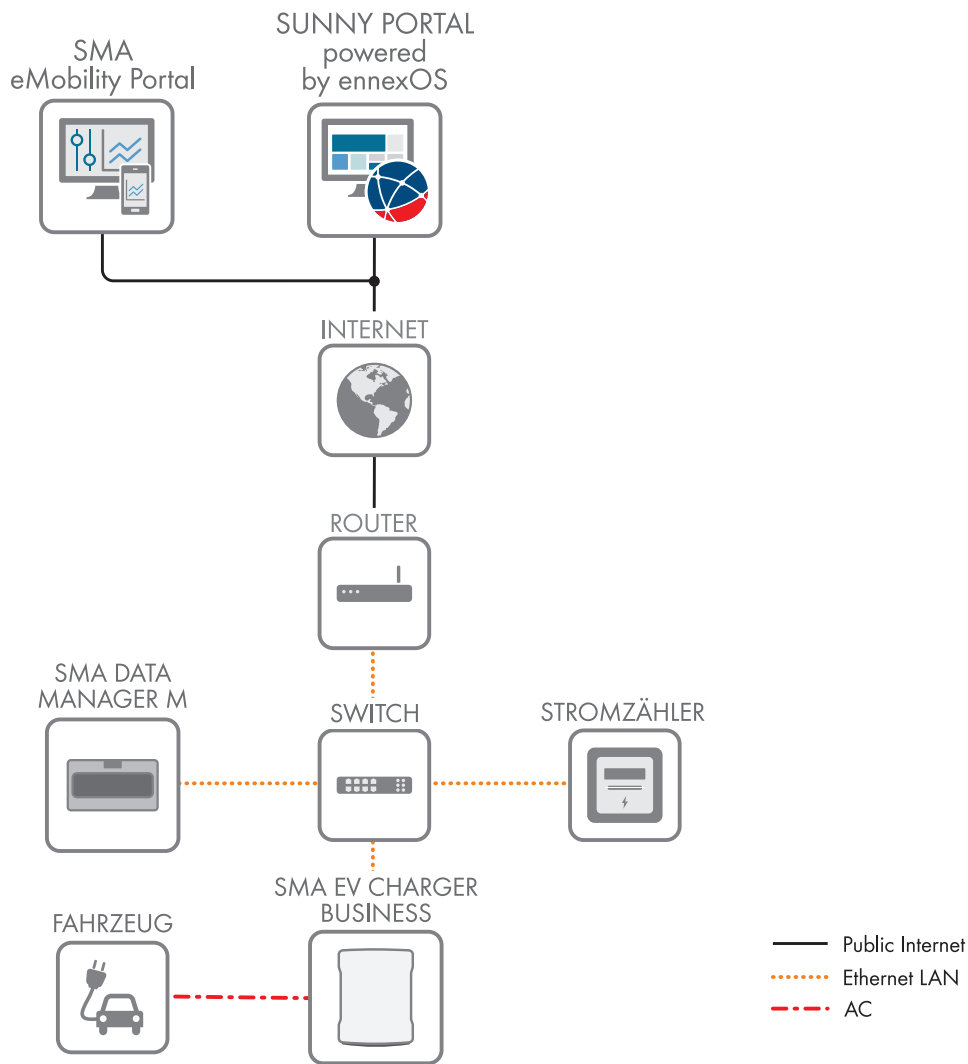 SMA
eMobility Portal
SUNNY PORTAL
powered
by ennexOS
INTERNET
ROUTER
SMA DATA
MANAGER M
SWITCH
STROMZÄHLER
SMA EV CHARGER
BUSINESS
FAHRZEUG
Public Internet
Ethernet LAN
AC